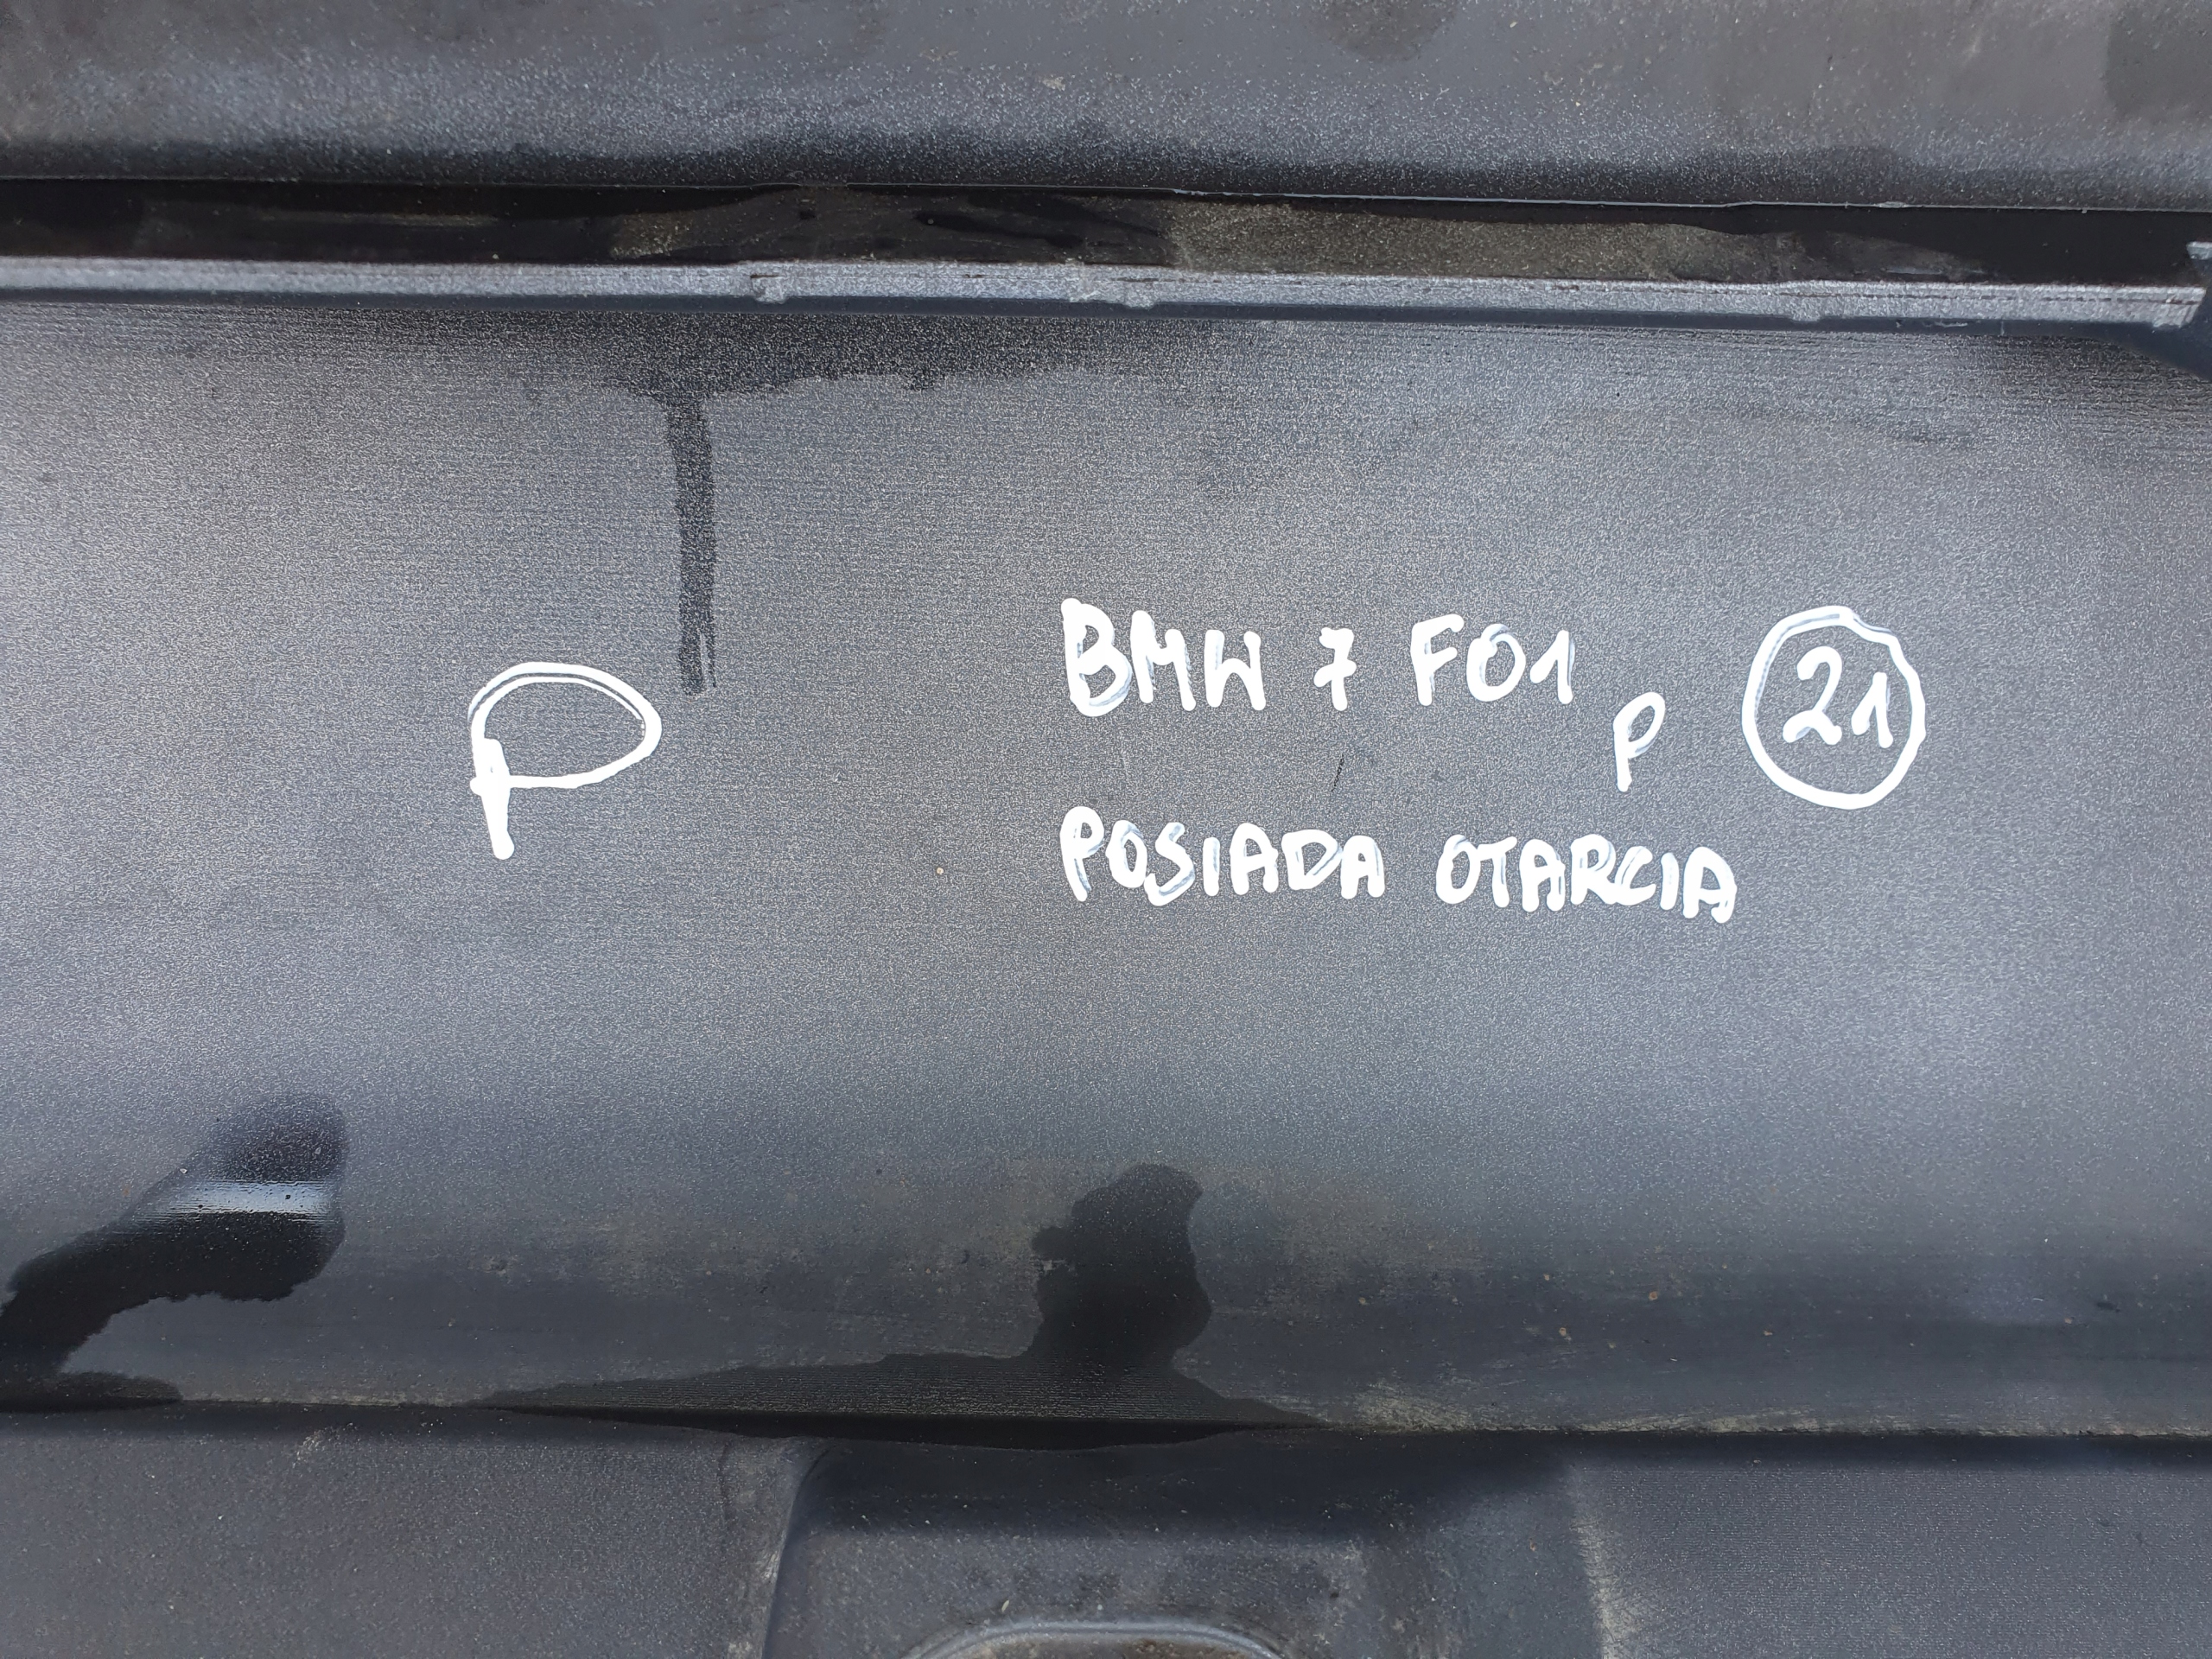 P
BMW 7 F01 P 21
POSIADA OTARCIA